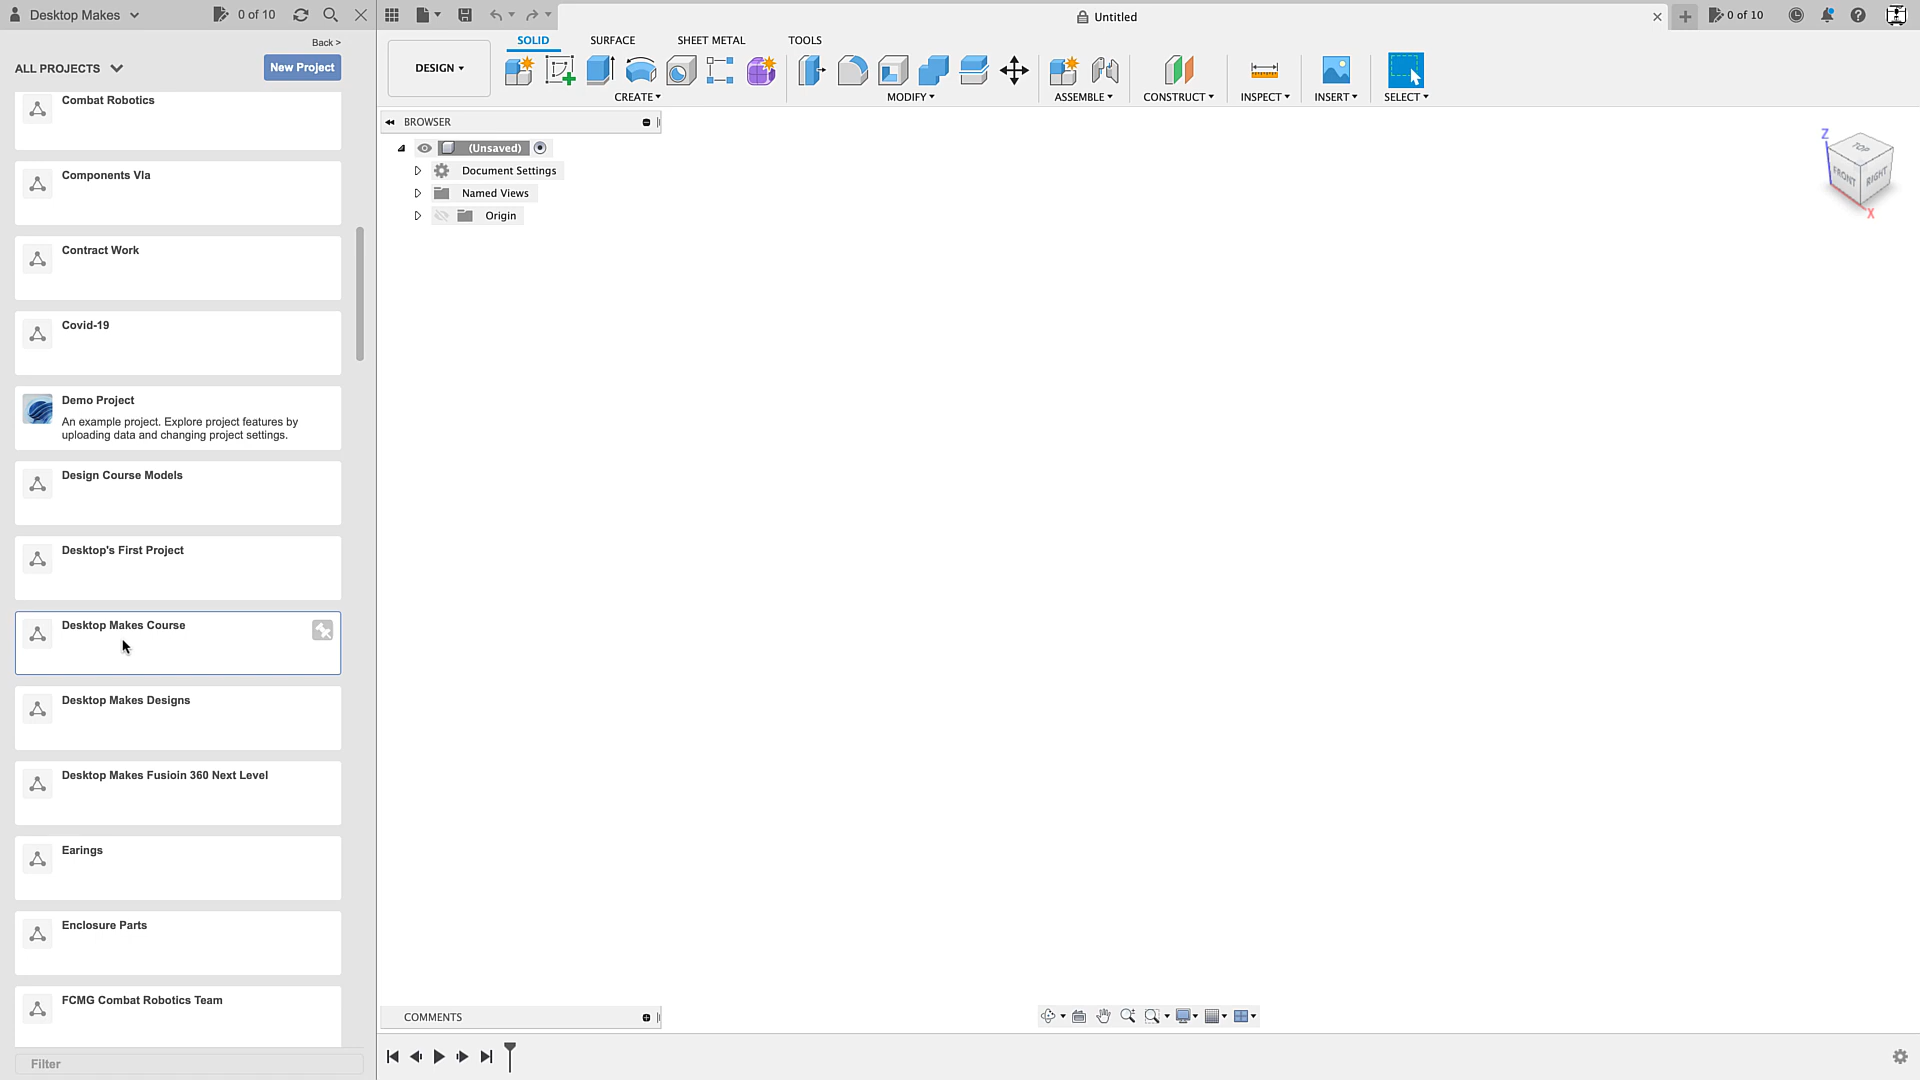 Desktop Makes
0 of 10
Untitled
0 of 10
Back >
ALL PROJECTS
New Project
Combat Robotics
Components Vla
Contract Work
Covid-19
Demo Project
An example project. Explore project features by
uploading data and changing project settings.
Design Course Models
Desktop's First Project
Desktop Makes Course
Desktop Makes Designs
Desktop Makes Fusioin 360 Next Level
Earings
Enclosure Parts
FCMG Combat Robotics Team
Filter
DESIGN
SOLID
SURFACE
SHEET METAL
TOOLS
CREATE
MODIFY
ASSEMBLE
CONSTRUCT
INSPECT
INSERT
SELECT
BROWSER
(Unsaved)
Document Settings
Named Views
Origin
Z
TOP
FRONT
RIGHT
X
COMMENTS